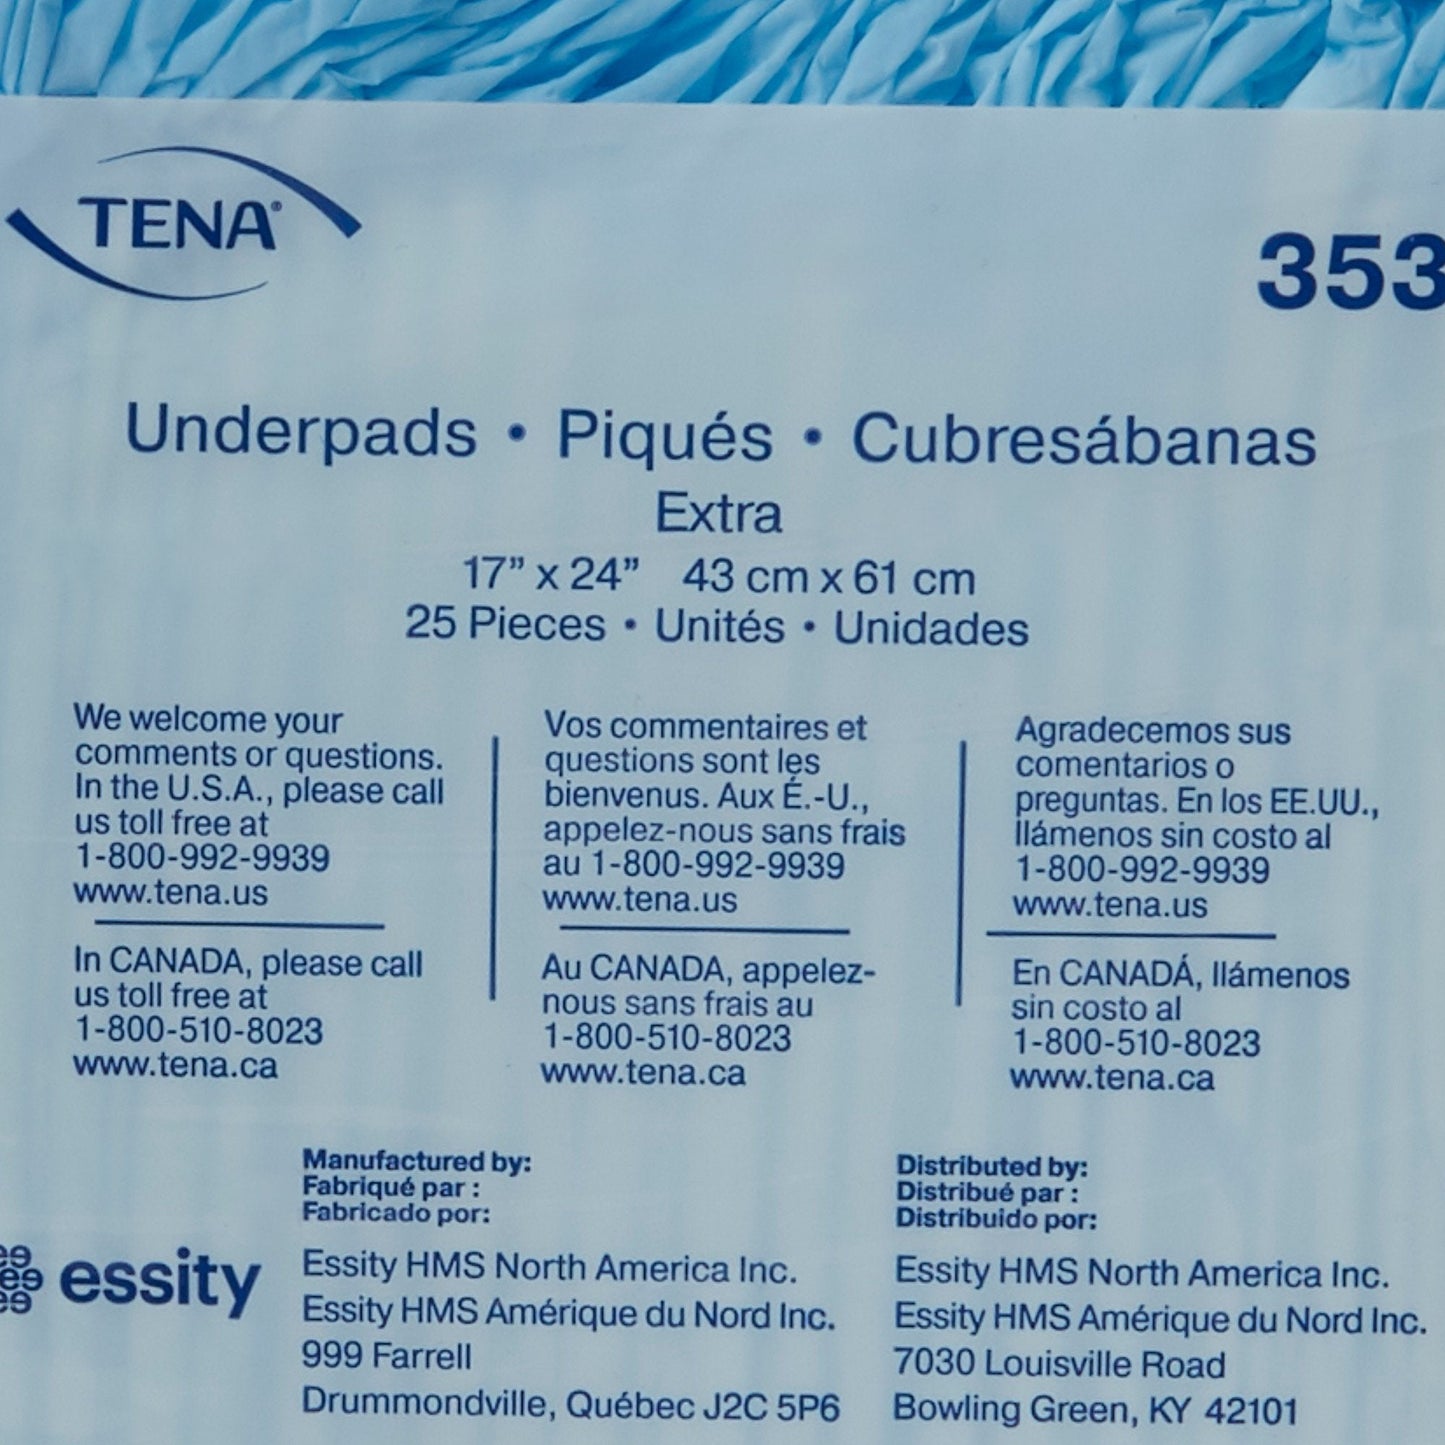 TENA®
353
Underpads • Piqués • Cubresábanas
Extra
17” x 24” 43 cm x 61 cm
25 Pieces • Unités • Unidades
We welcome your
comments or questions.
In the U.S.A., please call
us toll free at
1-800-992-9939
www.tena.us
In CANADA, please call
us toll free at
1-800-510-8023
www.tena.ca
Vos commentaires et
questions sont les
bienvenus. Aux É.-U.,
appelez-nous sans frais
au 1-800-992-9939
www.tena.us
Au CANADA, appelez-
nous sans frais au
1-800-510-8023
www.tena.ca
Agradecemos sus
comentarios o
preguntas. En los EE.UU.,
llámenos sin costo al
1-800-992-9939
www.tena.us
En CANADÁ, llámenos
sin costo al
1-800-510-8023
www.tena.ca
essity
Manufactured by:
Fabriqué par :
Fabricado por:
Essity HMS North America Inc.
Essity HMS Amérique du Nord Inc.
999 Farrell
Drummondville, Québec J2C 5P6
Distributed by:
Distribué par :
Distribuido por:
Essity HMS North America Inc.
Essity HMS Amérique du Nord Inc.
7030 Louisville Road
Bowling Green, KY 42101